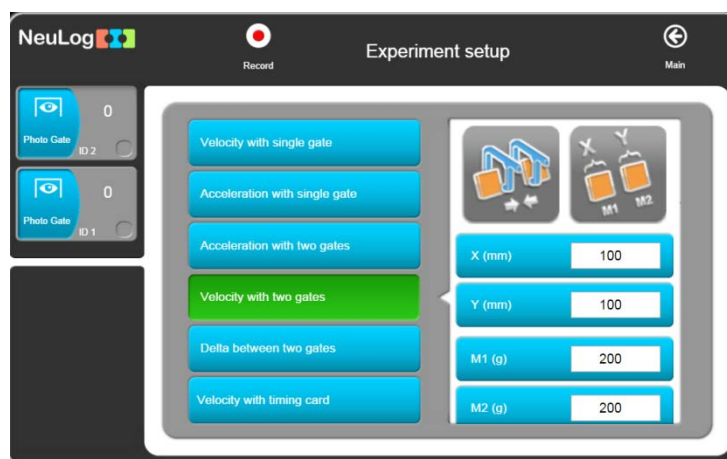 NeuLog
Record
Experiment setup
Main
0
Photo Gate
ID 2
0
Photo Gate
ID 1
Velocity with single gate
Acceleration with single gate
Acceleration with two gates
Velocity with two gates
Delta between two gates
Velocity with timing card
X Y
M1 M2
X (mm) 100
Y (mm) 100
M1 (g) 200
M2 (g) 200